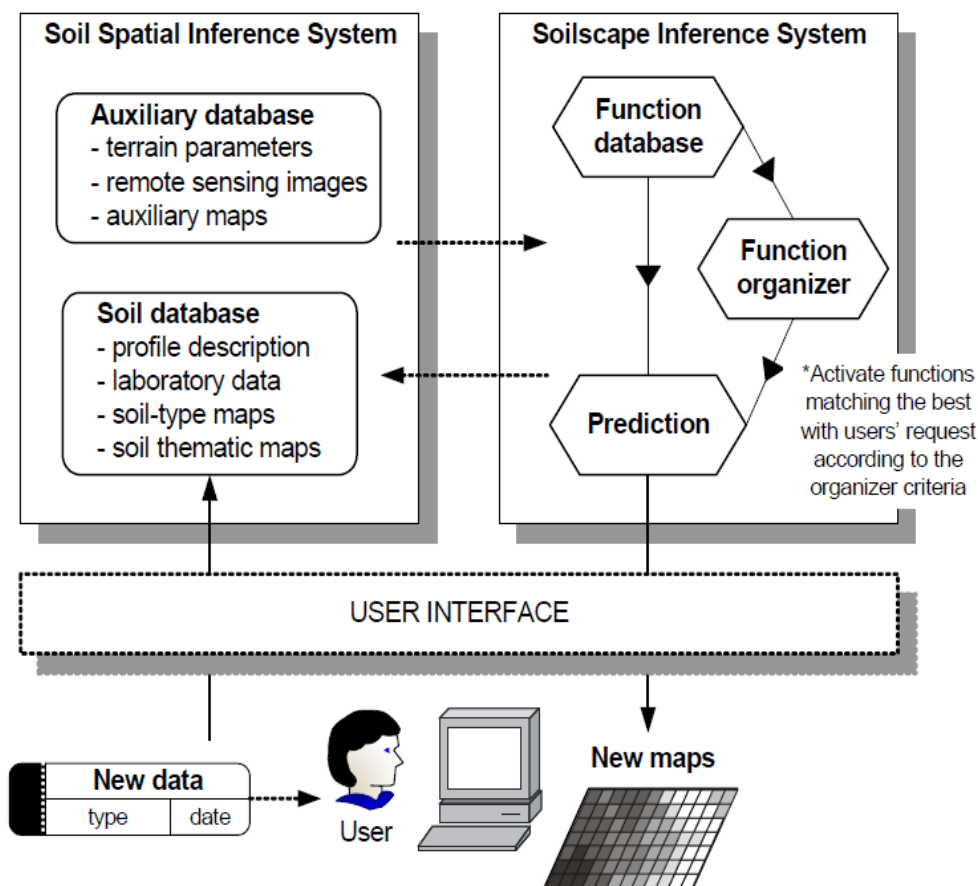 Soil Spatial Inference System
Auxiliary database
- terrain parameters
- remote sensing images
- auxiliary maps
Soil database
- profile description
- laboratory data
- soil-type maps
- soil thematic maps
Soilscape Inference System
Function
database
Function
organizer
Prediction
*Activate functions
matching the best
with users' request
according to the
organizer criteria
USER INTERFACE
New data
type
date
User
New maps